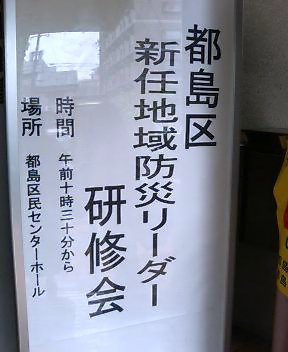 都島区
新任地域防災リーダー
研修会
時間 午前十時三十分から
場所 都島区民センターホール